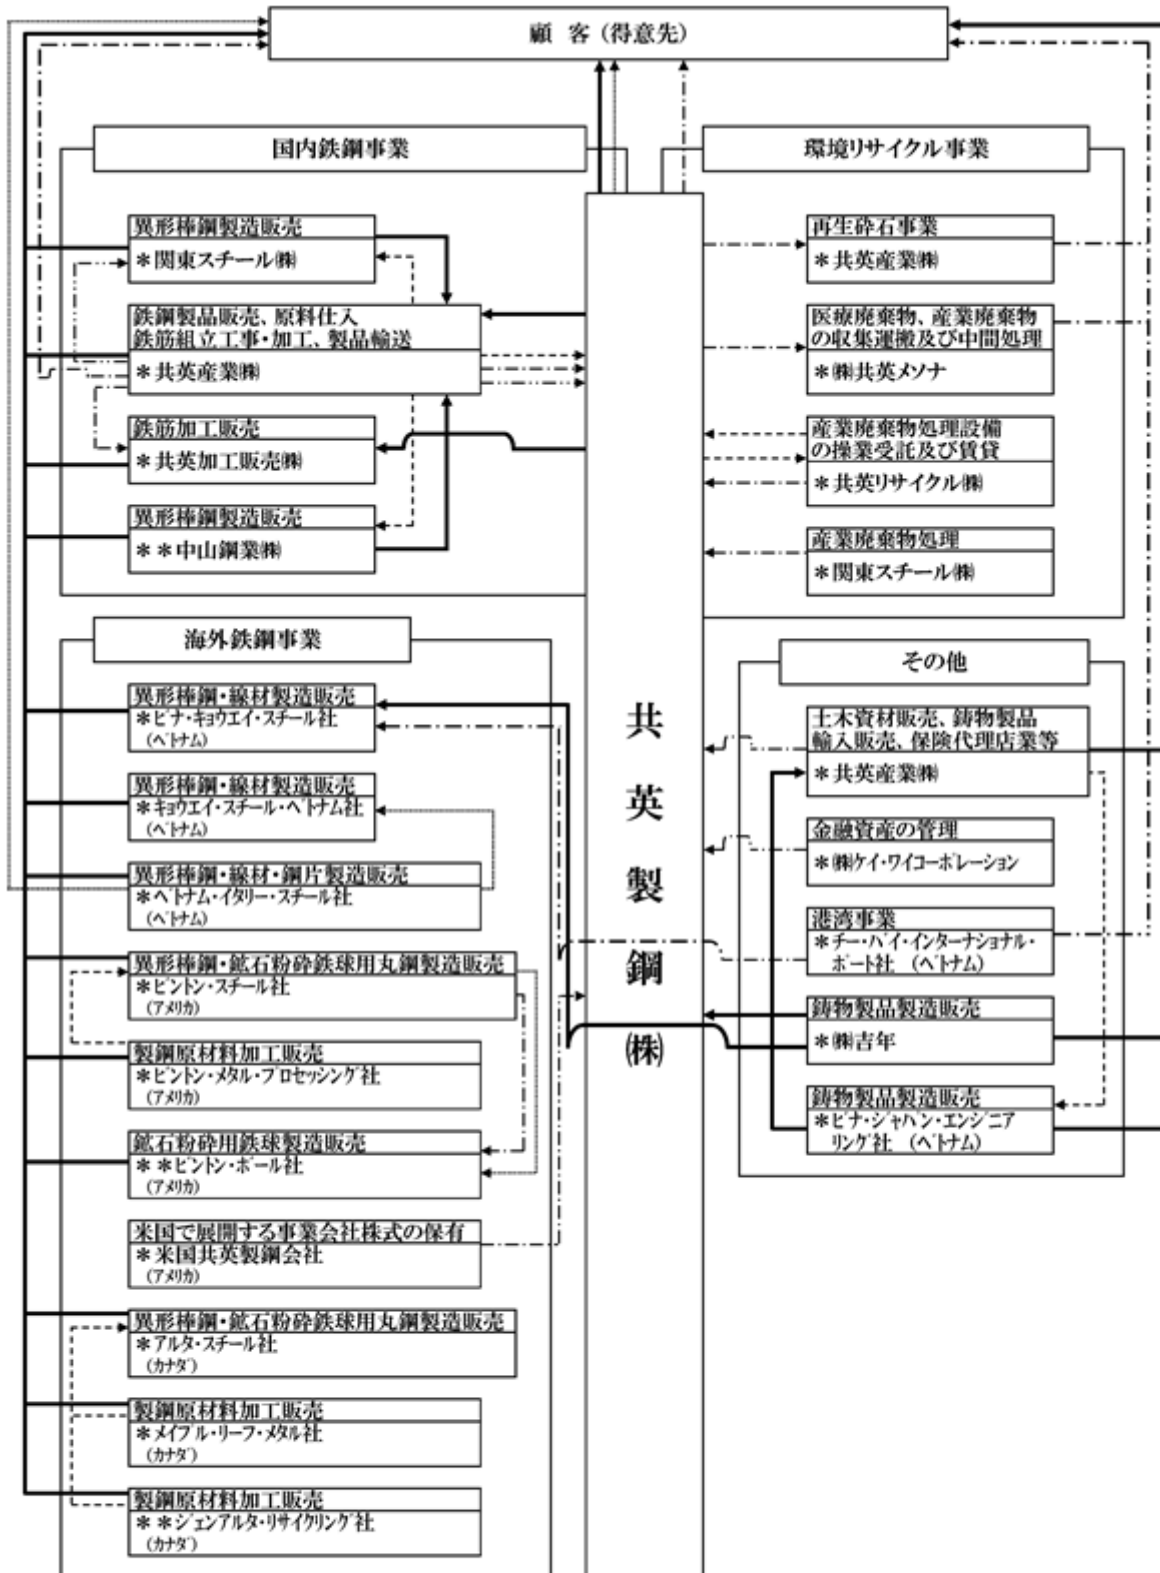 顧 客 (得意先)
国内鉄鋼事業
異形棒鋼製造販売
＊関東スチール㈱
鉄鋼製品販売、原料仕入
鉄筋組立工事・加工、製品輸送
＊共英産業㈱
鉄筋加工販売
＊共英加工販売㈱
異形棒鋼製造販売
＊＊中山鋼業㈱
環境リサイクル事業
再生砕石事業
＊共英産業㈱
医療廃棄物、産業廃棄物
の収集運搬及び中間処理
＊㈱共英メソナ
産業廃棄物処理設備
の操業受託及び賃貸
＊共英リサイクル㈱
産業廃棄物処理
＊関東スチール㈱
海外鉄鋼事業
異形棒鋼・線材製造販売
＊ビナ・キョウエイ・スチール社
(ベトナム)
異形棒鋼・線材製造販売
＊キョウエイ・スチール・ベトナム社
(ベトナム)
異形棒鋼・線材・鋼片製造販売
＊ベトナム・イタリー・スチール社
(ベトナム)
異形棒鋼・鉱石粉砕鉄球用丸鋼製造販売
＊ビントン・スチール社
(アメリカ)
製鋼原材料加工販売
＊ビントン・メタル・プロセッシング社
(アメリカ)
鉱石粉砕用鉄球製造販売
＊＊ビントン・ボール社
(アメリカ)
米国で展開する事業会社株式の保有
＊米国共英製鋼会社
(アメリカ)
異形棒鋼・鉱石粉砕鉄球用丸鋼製造販売
＊アルタ・スチール社
(カナダ)
製鋼原材料加工販売
＊メイプル・リーフ・メタル社
(カナダ)
製鋼原材料加工販売
＊＊ジェンアルタ・リサイクリング社
(カナダ)
共英製鋼㈱
その他
土木資材販売、鋳物製品
輸入販売、保険代理店業等
＊共英産業㈱
金融資産の管理
＊㈱ケイ・ワイコーポレーション
港湾事業
＊チー・バイ・インターナショナル・
ポート社 (ベトナム)
鋳物製品製造販売
＊㈱吉年
鋳物製品製造販売
＊ビナ・ジャパン・エンジニア
リング社 (ベトナム)